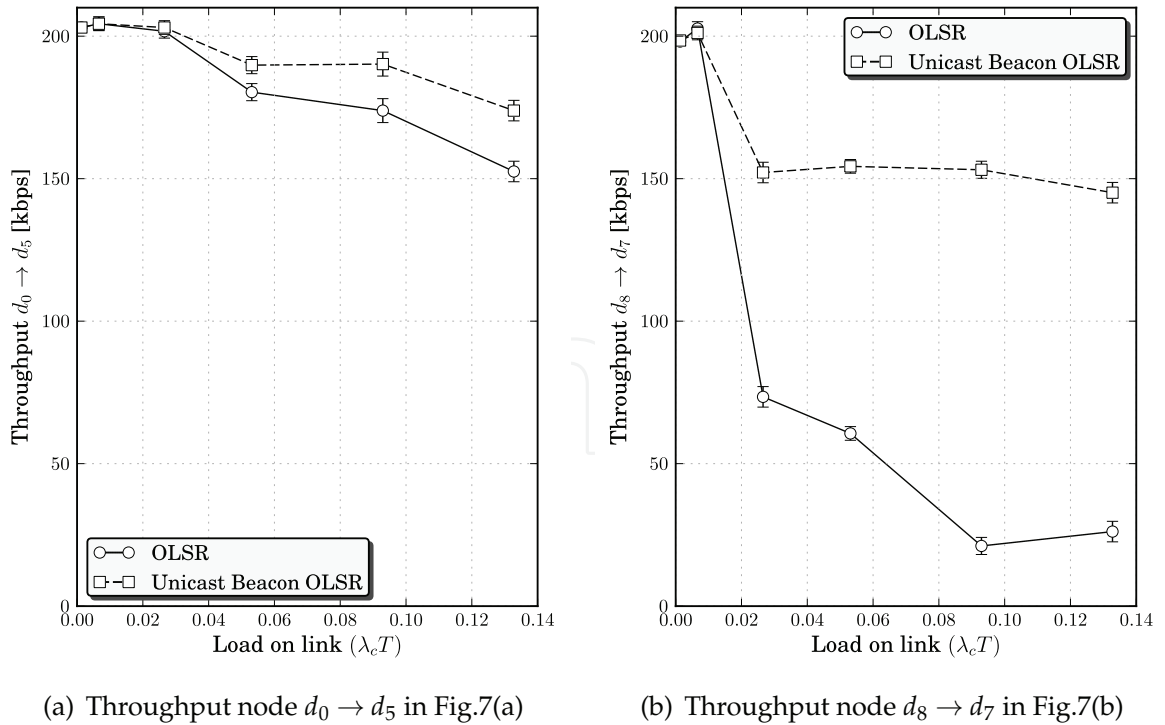 200
150
100
50
0
Throughput d₀ → d₅ [kbps]
OLSR
Unicast Beacon OLSR
0.00 0.02 0.04 0.06 0.08 0.10 0.12 0.14
Load on link (λ_cT)
(a) Throughput node d₀ → d₅ in Fig.7(a)
200
150
100
50
0
Throughput d₈ → d₇ [kbps]
OLSR
Unicast Beacon OLSR
0.00 0.02 0.04 0.06 0.08 0.10 0.12 0.14
Load on link (λ_cT)
(b) Throughput node d₈ → d₇ in Fig.7(b)